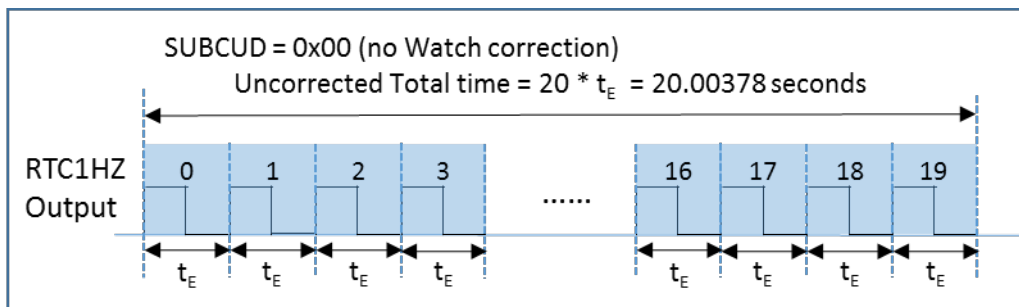 SUBCUD = 0x00 (no Watch correction)
Uncorrected Total time = 20 * tE = 20.00378 seconds
RTC1HZ
Output
0 1 2 3 ...... 16 17 18 19
tE tE tE tE tE tE tE tE